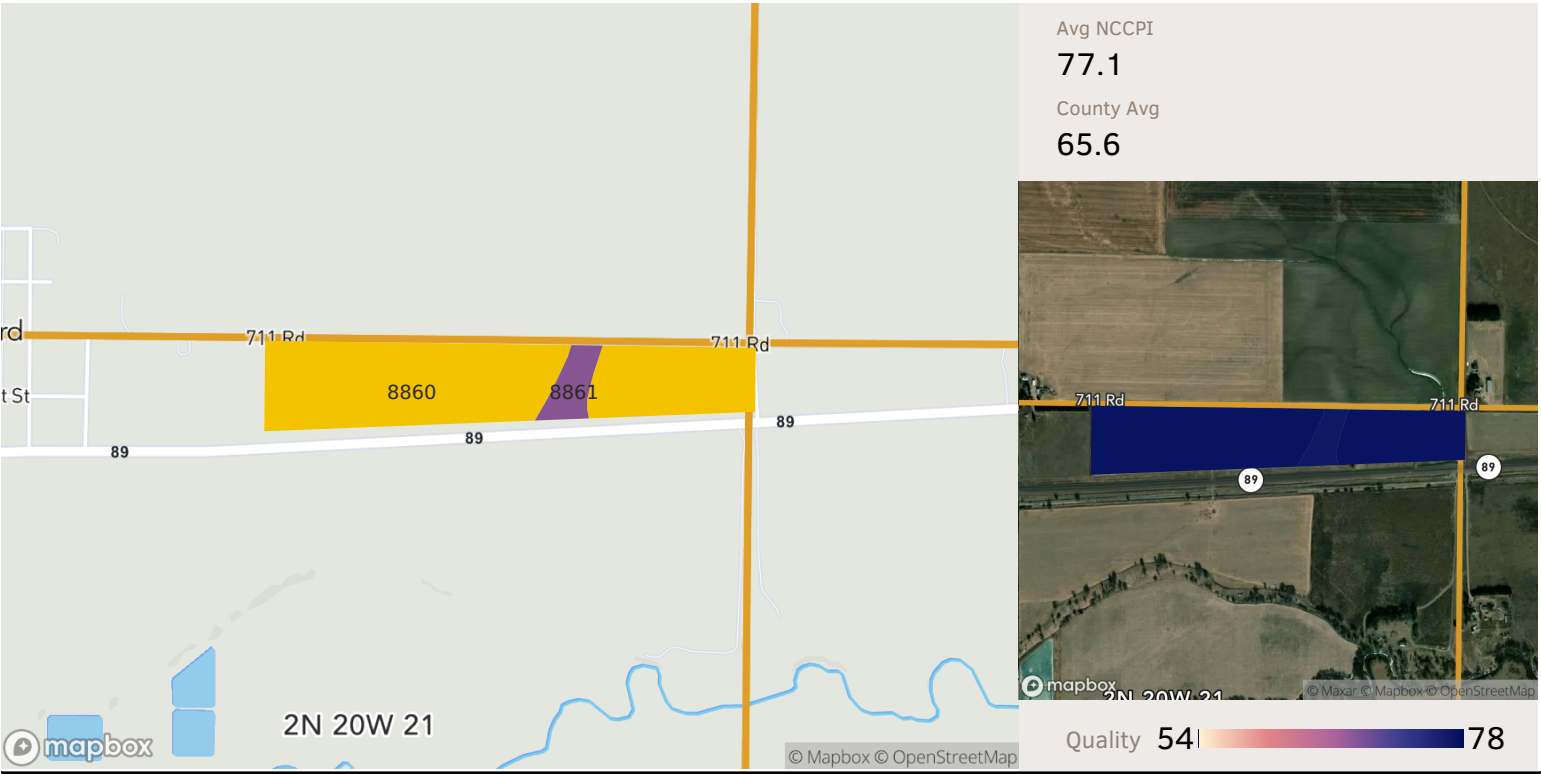 Avg NCCPI
77.1
County Avg
65.6
rd
711 Rd
711 Rd
8860
8861
t St
89
89
89
2N 20W 21
mapbox
© Mapbox © OpenStreetMap
711 Rd
711 Rd
89
89
mapbox
2N 20W 21
© Maxar © Mapbox © OpenStreetMap
Quality 54 78